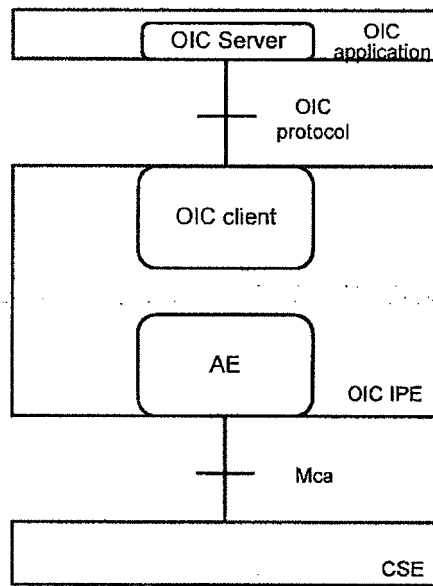 OIC Server
OIC
application
OIC
protocol
OIC client
AE
OIC IPE
Mca
CSE